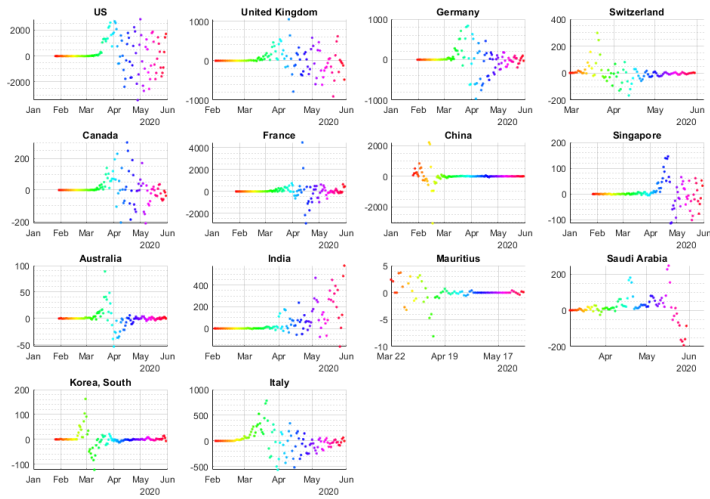 US
2000
0
-2000
Jan Feb Mar Apr May Jun
2020
United Kingdom
1000
0
-1000
Feb Mar Apr May Jun
2020
Germany
1000
0
-1000
Jan Feb Mar Apr May Jun
2020
Switzerland
400
200
0
-200
Mar Apr May Jun
2020
Canada
200
0
-200
Jan Feb Mar Apr May Jun
2020
France
4000
2000
0
-2000
Jan Feb Mar Apr May Jun
2020
China
2000
0
-2000
Jan Feb Mar Apr May Jun
2020
Singapore
200
100
0
-100
Jan Feb Mar Apr May Jun
2020
Australia
100
50
0
-50
Jan Feb Mar Apr May Jun
2020
India
400
200
0
Feb Mar Apr May Jun
2020
Mauritius
5
0
-5
-10
Mar 22 Apr 19 May 17
2020
Saudi Arabia
200
0
-200
Apr May Jun
2020
Korea, South
200
100
0
-100
Jan Feb Mar Apr May Jun
2020
Italy
1000
500
0
-500
Feb Mar Apr May Jun
2020